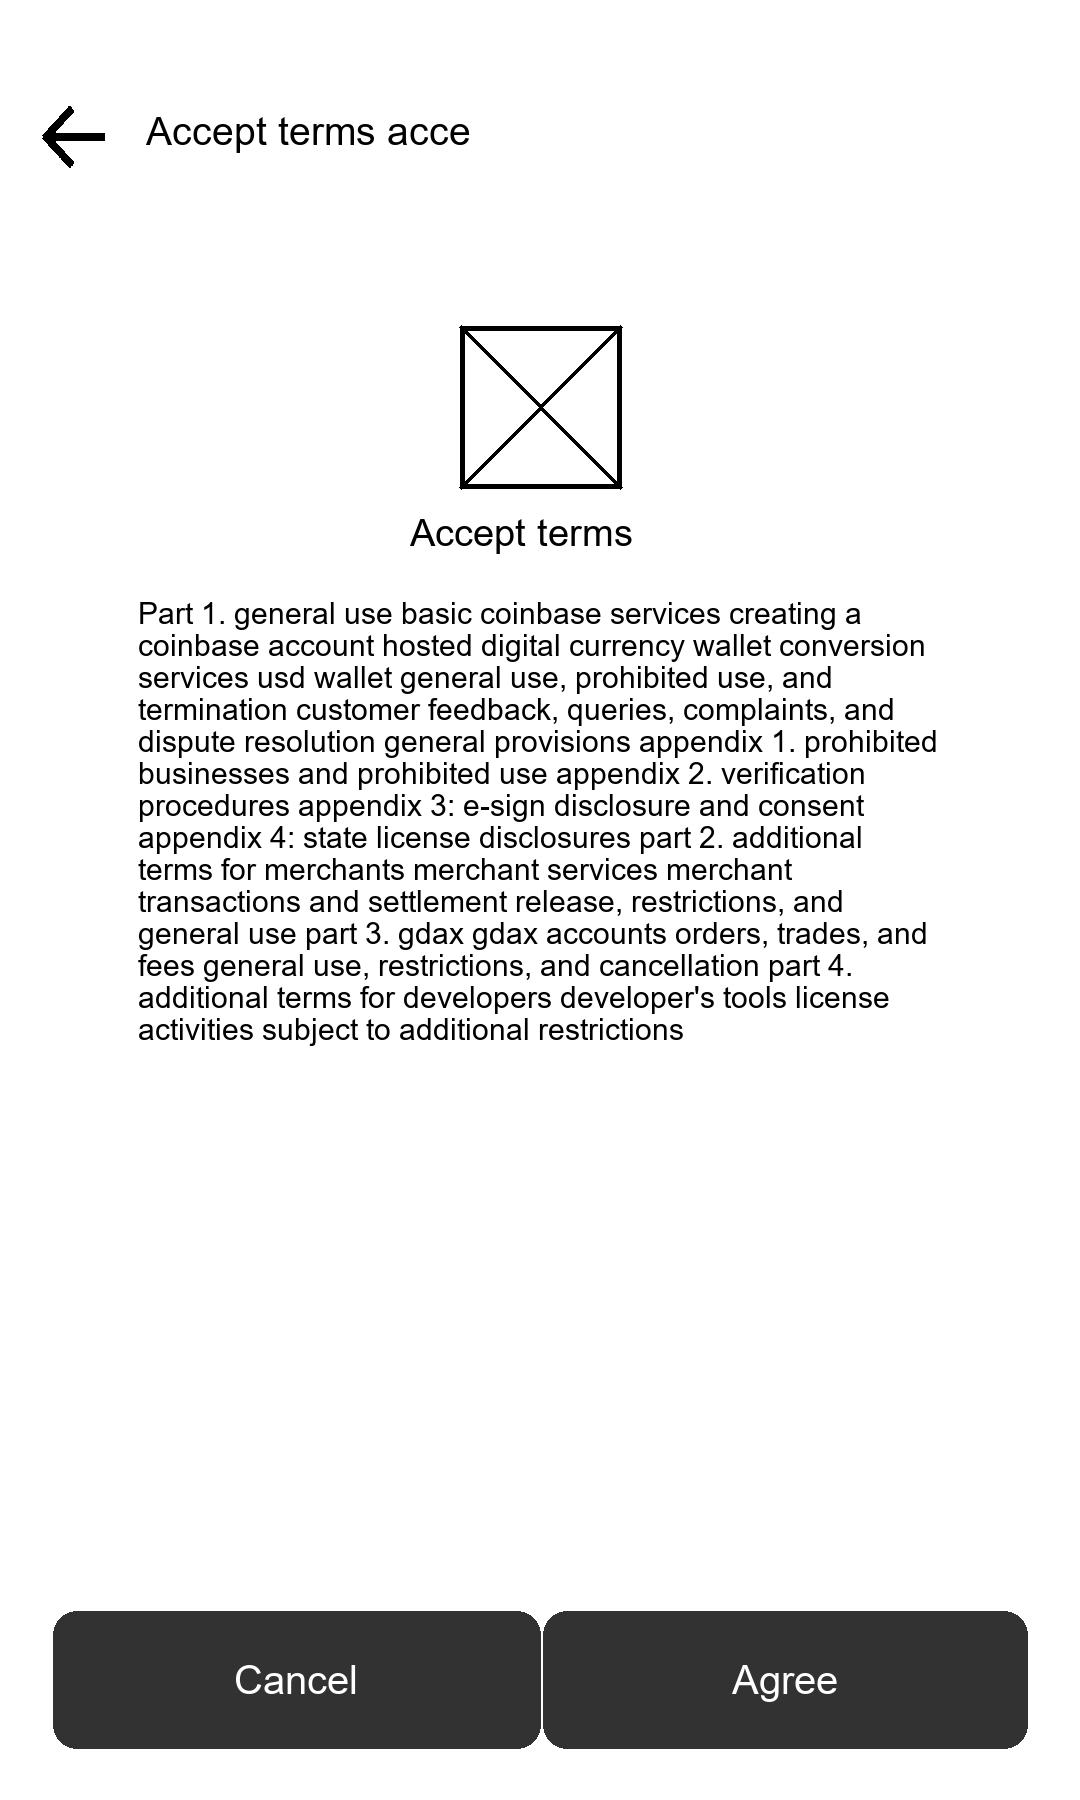 Accept terms acce
Accept terms
Part 1. general use basic coinbase services creating a
coinbase account hosted digital currency wallet conversion
services usd wallet general use, prohibited use, and
termination customer feedback, queries, complaints, and
dispute resolution general provisions appendix 1. prohibited
businesses and prohibited use appendix 2. verification
procedures appendix 3: e-sign disclosure and consent
appendix 4: state license disclosures part 2. additional
terms for merchants merchant services merchant
transactions and settlement release, restrictions, and
general use part 3. gdax gdax accounts orders, trades, and
fees general use, restrictions, and cancellation part 4.
additional terms for developers developer's tools license
activities subject to additional restrictions
Cancel
Agree